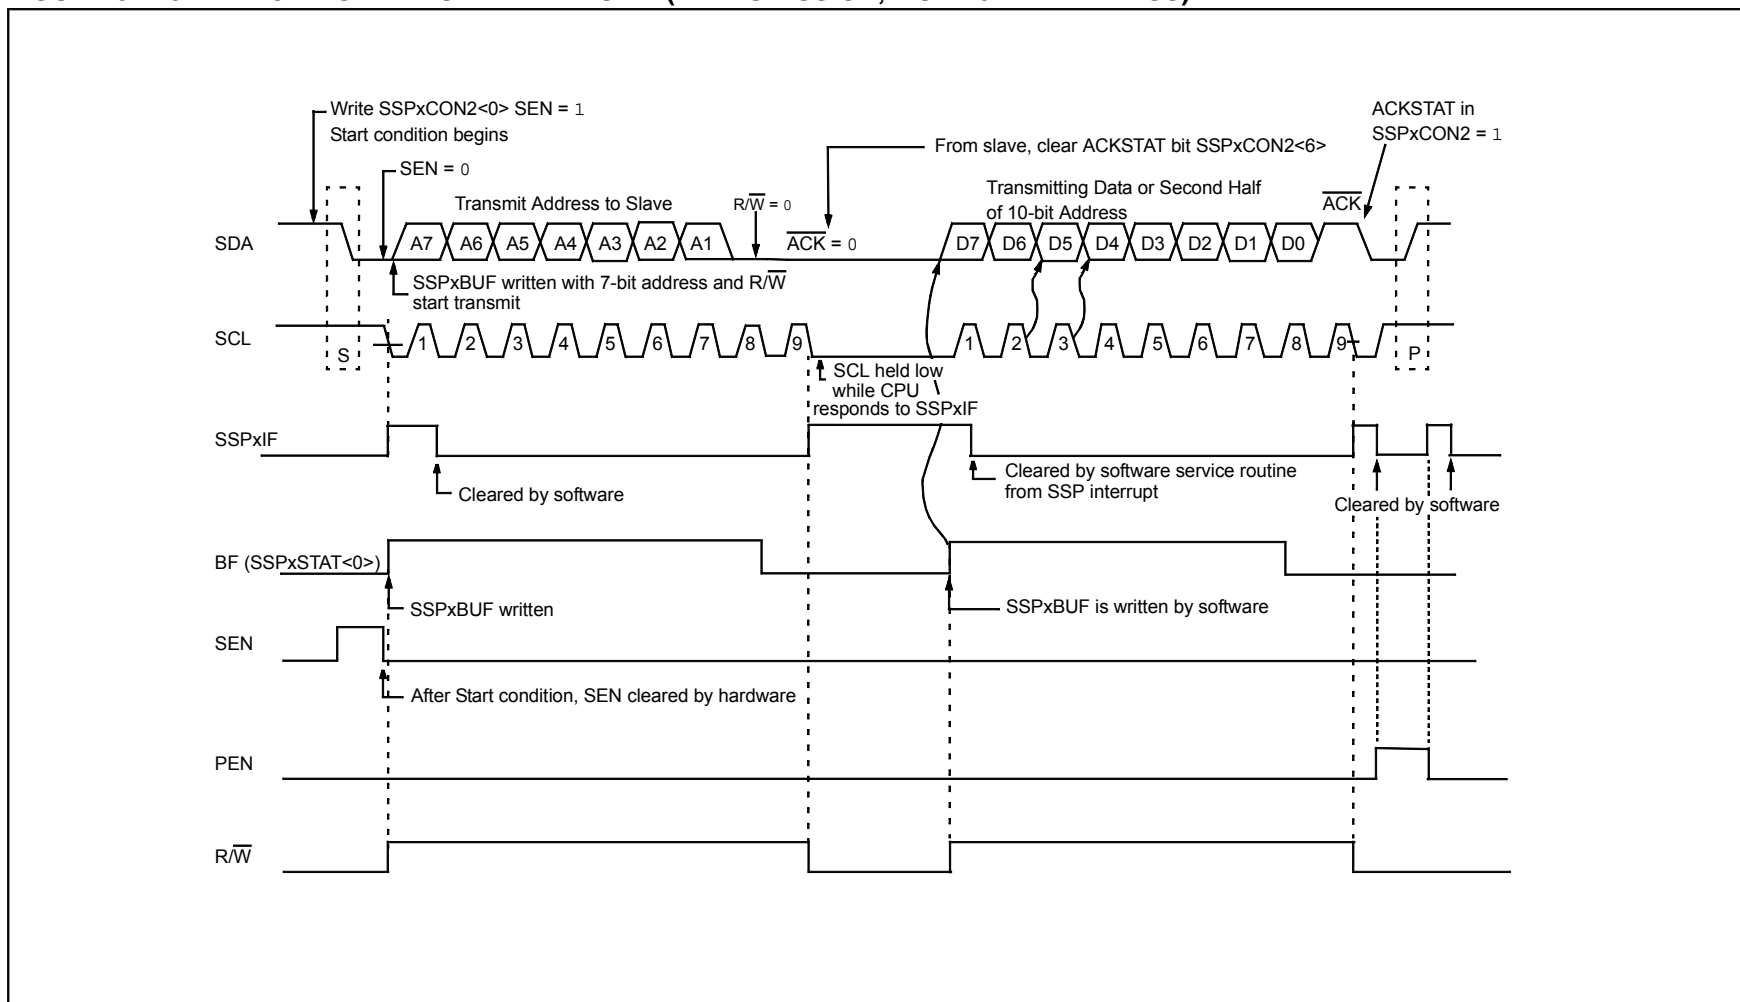 Write SSPxCON2<0> SEN = 1
Start condition begins
ACKSTAT in
SSPxCON2 = 1
From slave, clear ACKSTAT bit SSPxCON2<6>
SEN = 0
Transmit Address to Slave
R/W̅ = 0
Transmitting Data or Second Half
of 10-bit Address
A̅C̅K̅
SDA
A7 A6 A5 A4 A3 A2 A1
A̅C̅K̅ = 0
D7 D6 D5 D4 D3 D2 D1 D0
SSPxBUF written with 7-bit address and R/W̅
start transmit
SCL
S
1 2 3 4 5 6 7 8 9
1 2 3 4 5 6 7 8 9
P
SCL held low
while CPU
responds to SSPxIF
SSPxIF
Cleared by software
Cleared by software service routine
from SSP interrupt
Cleared by software
BF (SSPxSTAT<0>)
SSPxBUF written
SSPxBUF is written by software
SEN
After Start condition, SEN cleared by hardware
PEN
R/W̅